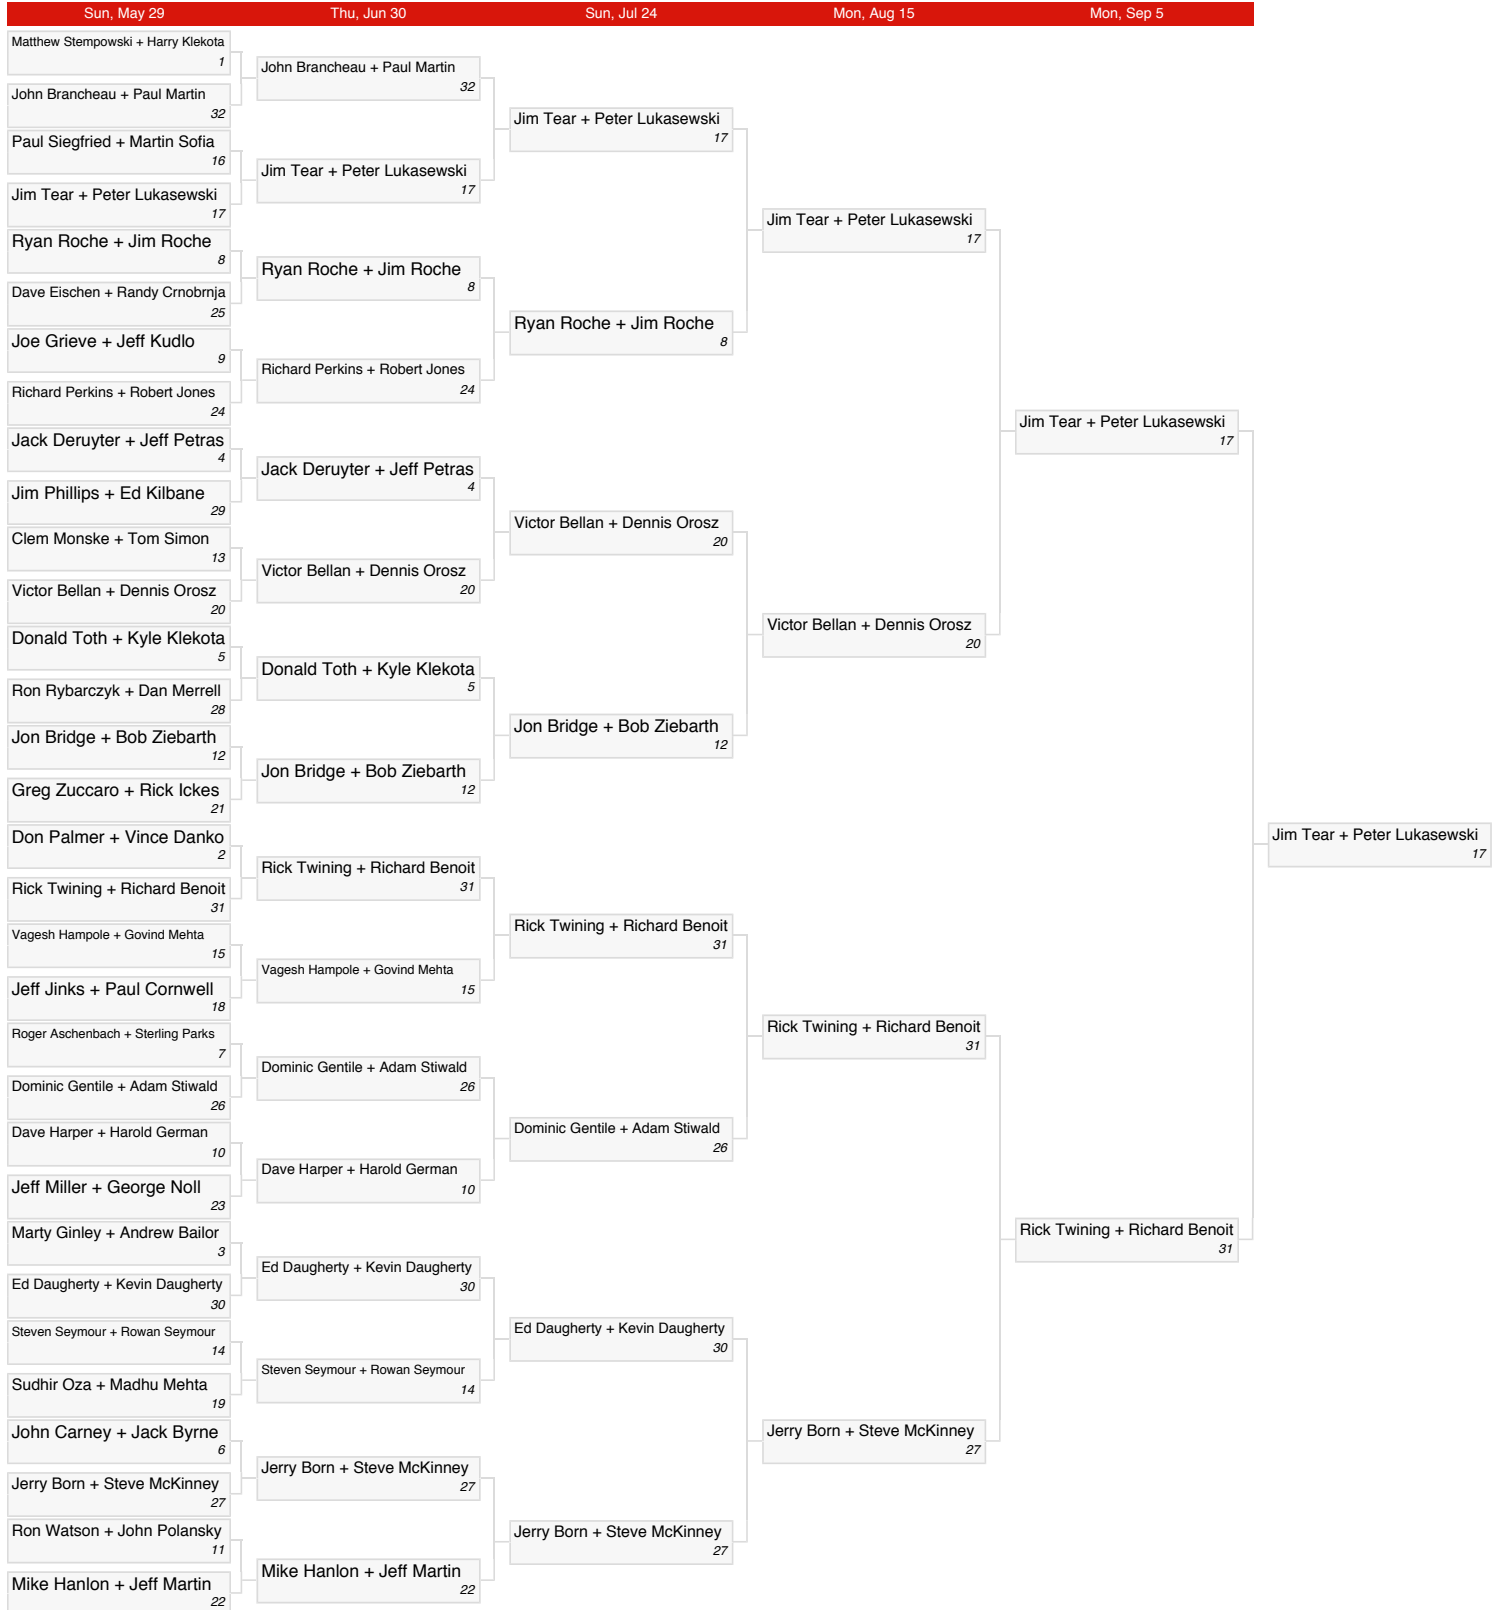 Sun, May 29
Thu, Jun 30
Sun, Jul 24
Mon, Aug 15
Mon, Sep 5
Matthew Stempowski + Harry Klekota
1
John Brancheau + Paul Martin
32
Paul Siegfried + Martin Sofia
16
Jim Tear + Peter Lukasewski
17
Ryan Roche + Jim Roche
8
Dave Eischen + Randy Crnobrnja
25
Joe Grieve + Jeff Kudlo
9
Richard Perkins + Robert Jones
24
Jack Deruyter + Jeff Petras
4
Jim Phillips + Ed Kilbane
29
Clem Monske + Tom Simon
13
Victor Bellan + Dennis Orosz
20
Donald Toth + Kyle Klekota
5
Ron Rybarczyk + Dan Merrell
28
Jon Bridge + Bob Ziebarth
12
Greg Zuccaro + Rick Ickes
21
Don Palmer + Vince Danko
2
Rick Twining + Richard Benoit
31
Vagesh Hampole + Govind Mehta
15
Jeff Jinks + Paul Cornwell
18
Roger Aschenbach + Sterling Parks
7
Dominic Gentile + Adam Stiwald
26
Dave Harper + Harold German
10
Jeff Miller + George Noll
23
Marty Ginley + Andrew Bailor
3
Ed Daugherty + Kevin Daugherty
30
Steven Seymour + Rowan Seymour
14
Sudhir Oza + Madhu Mehta
19
John Carney + Jack Byrne
6
Jerry Born + Steve McKinney
27
Ron Watson + John Polansky
11
Mike Hanlon + Jeff Martin
22
John Brancheau + Paul Martin
32
Jim Tear + Peter Lukasewski
17
Ryan Roche + Jim Roche
8
Richard Perkins + Robert Jones
24
Jack Deruyter + Jeff Petras
4
Victor Bellan + Dennis Orosz
20
Donald Toth + Kyle Klekota
5
Jon Bridge + Bob Ziebarth
12
Rick Twining + Richard Benoit
31
Vagesh Hampole + Govind Mehta
15
Dominic Gentile + Adam Stiwald
26
Dave Harper + Harold German
10
Ed Daugherty + Kevin Daugherty
30
Steven Seymour + Rowan Seymour
14
Jerry Born + Steve McKinney
27
Mike Hanlon + Jeff Martin
22
Jim Tear + Peter Lukasewski
17
Ryan Roche + Jim Roche
8
Victor Bellan + Dennis Orosz
20
Jon Bridge + Bob Ziebarth
12
Rick Twining + Richard Benoit
31
Dominic Gentile + Adam Stiwald
26
Ed Daugherty + Kevin Daugherty
30
Jerry Born + Steve McKinney
27
Jim Tear + Peter Lukasewski
17
Victor Bellan + Dennis Orosz
20
Rick Twining + Richard Benoit
31
Jerry Born + Steve McKinney
27
Jim Tear + Peter Lukasewski
17
Rick Twining + Richard Benoit
31
Jim Tear + Peter Lukasewski
17